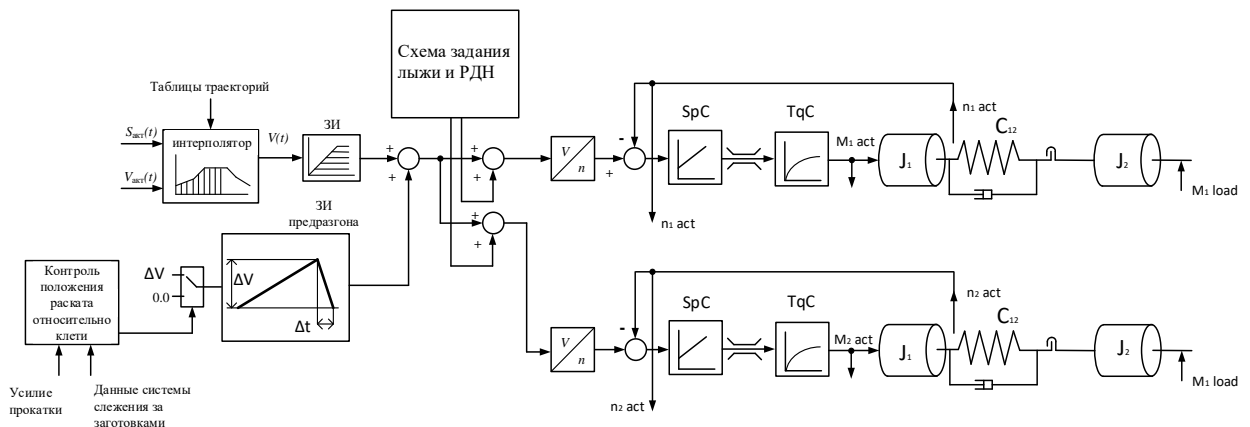 Схема задания
лыжи и РДН
Таблицы траекторий
Sакт(t)
Vакт(t)
интерполятор
V(t)
ЗИ
+
+
+
+
V
n
-
+
SpC
TqC
M1 act
J1
n1 act
C12
J2
M1 load
n1 act
ЗИ
предразгона
+
+
ΔV
Δt
Контроль
положения
раската
относительно
клети
ΔV
0.0
Усилие
прокатки
Данные системы
слежения за
заготовками
V
n
-
SpC
TqC
M2 act
J1
n2 act
C12
J2
M1 load
n2 act